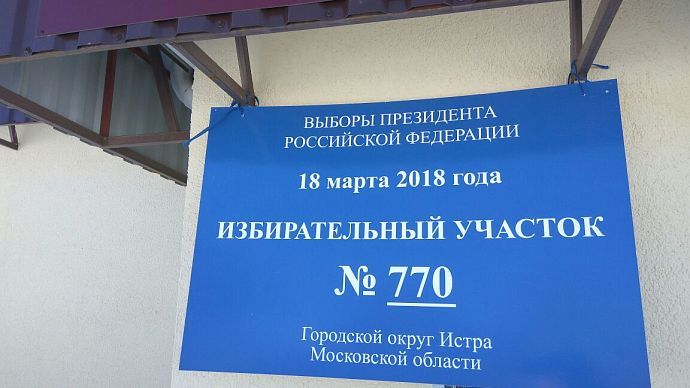 ВЫБОРЫ ПРЕЗИДЕНТА
РОССИЙСКОЙ ФЕДЕРАЦИИ
18 марта 2018 года
ИЗБИРАТЕЛЬНЫЙ УЧАСТОК
№ 770
Городской округ Истра
Московской области